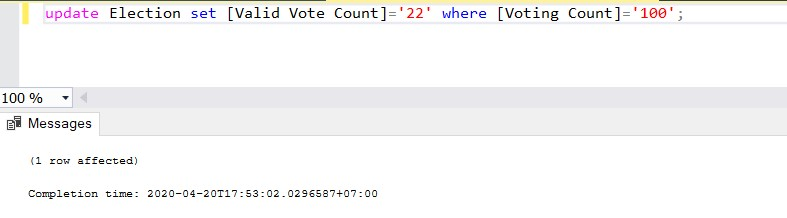 update Election set [Valid Vote Count]='22' where [Voting Count]='100';
100 %
Messages
(1 row affected)
Completion time: 2020-04-20T17:53:02.0296587+07:00